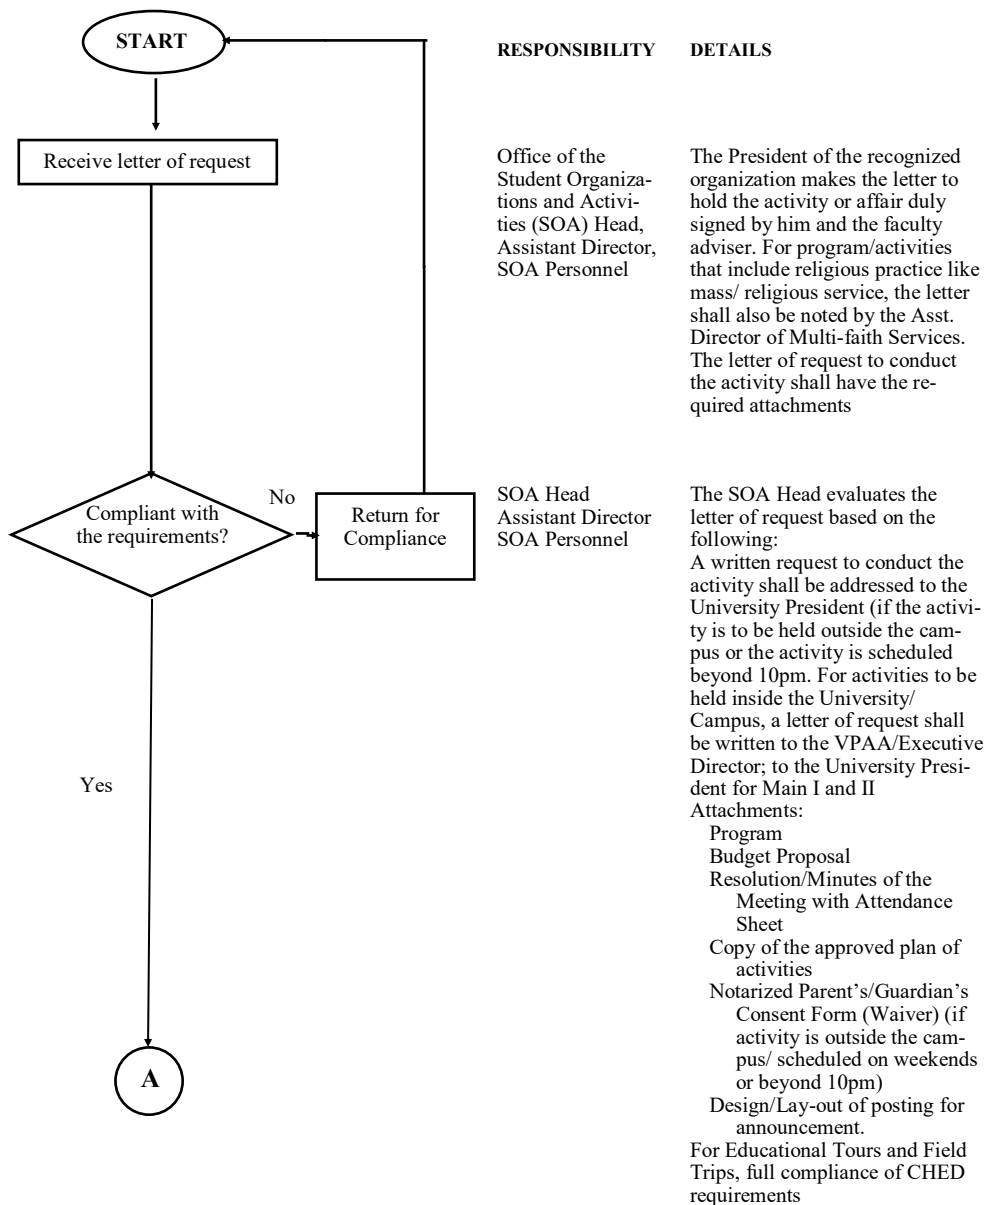 START
RESPONSIBILITY
DETAILS
Receive letter of request
Office of the
Student Organiza-
tions and Activi-
ties (SOA) Head,
Assistant Director,
SOA Personnel
The President of the recognized
organization makes the letter to
hold the activity or affair duly
signed by him and the faculty
adviser. For program/activities
that include religious practice like
mass/ religious service, the letter
shall also be noted by the Asst.
Director of Multi-faith Services.
The letter of request to conduct
the activity shall have the re-
quired attachments
Compliant with
the requirements?
No
Return for
Compliance
SOA Head
Assistant Director
SOA Personnel
The SOA Head evaluates the
letter of request based on the
following:
A written request to conduct the
activity shall be addressed to the
University President (if the activi-
ty is to be held outside the cam-
pus or the activity is scheduled
beyond 10pm. For activities to be
held inside the University/
Campus, a letter of request shall
be written to the VPAA/Executive
Director; to the University Presi-
dent for Main I and II
Attachments:
Program
Budget Proposal
Resolution/Minutes of the
Meeting with Attendance
Sheet
Copy of the approved plan of
activities
Notarized Parent’s/Guardian’s
Consent Form (Waiver) (if
activity is outside the cam-
pus/ scheduled on weekends
or beyond 10pm)
Design/Lay-out of posting for
announcement.
For Educational Tours and Field
Trips, full compliance of CHED
requirements
Yes
A